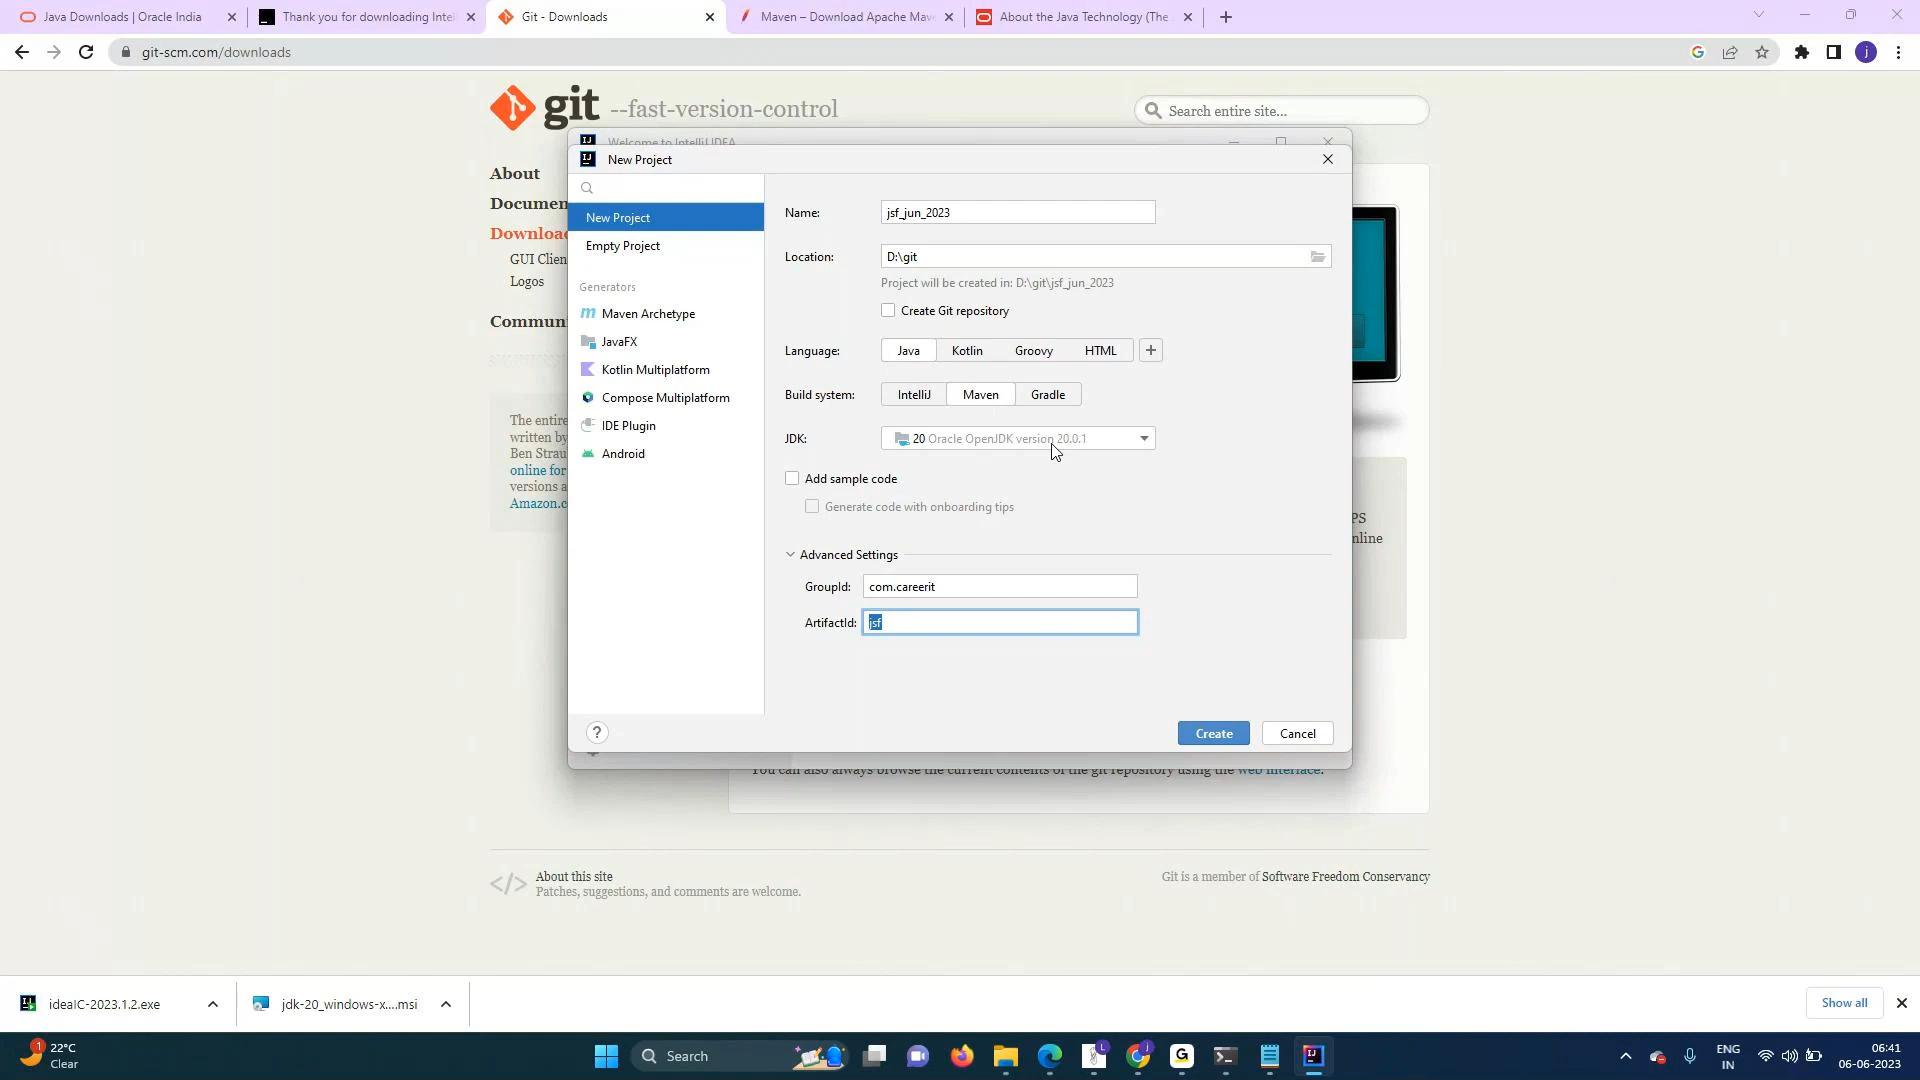 Java Downloads | Oracle India
Thank you for downloading Intelli
Git - Downloads
Maven – Download Apache Mave
About the Java Technology (The
git-scm.com/downloads
j
git --fast-version-control
Search entire site...
About
Documen
Downloa
GUI Clien
Logos
Communi
The entire
written by
Ben Strau
online for
versions a
Amazon.c
Welcome to IntelliJ IDEA
New Project
New Project
Empty Project
Generators
Maven Archetype
JavaFX
Kotlin Multiplatform
Compose Multiplatform
IDE Plugin
Android
Name: jsf_jun_2023
Location: D:\git
Project will be created in: D:\git\jsf_jun_2023
Create Git repository
Language: Java Kotlin Groovy HTML +
Build system: IntelliJ Maven Gradle
JDK: 20 Oracle OpenJDK version 20.0.1
Add sample code
Generate code with onboarding tips
Advanced Settings
GroupId: com.careerit
ArtifactId: jsf
? Create Cancel
PS
nline
You can also always browse the current contents of the git repository using the web interface.
</> About this site
Patches, suggestions, and comments are welcome.
Git is a member of Software Freedom Conservancy
ideaIC-2023.1.2.exe
jdk-20_windows-x....msi
Show all
1
22°C
Clear
Search
ENG
IN
06:41
06-06-2023